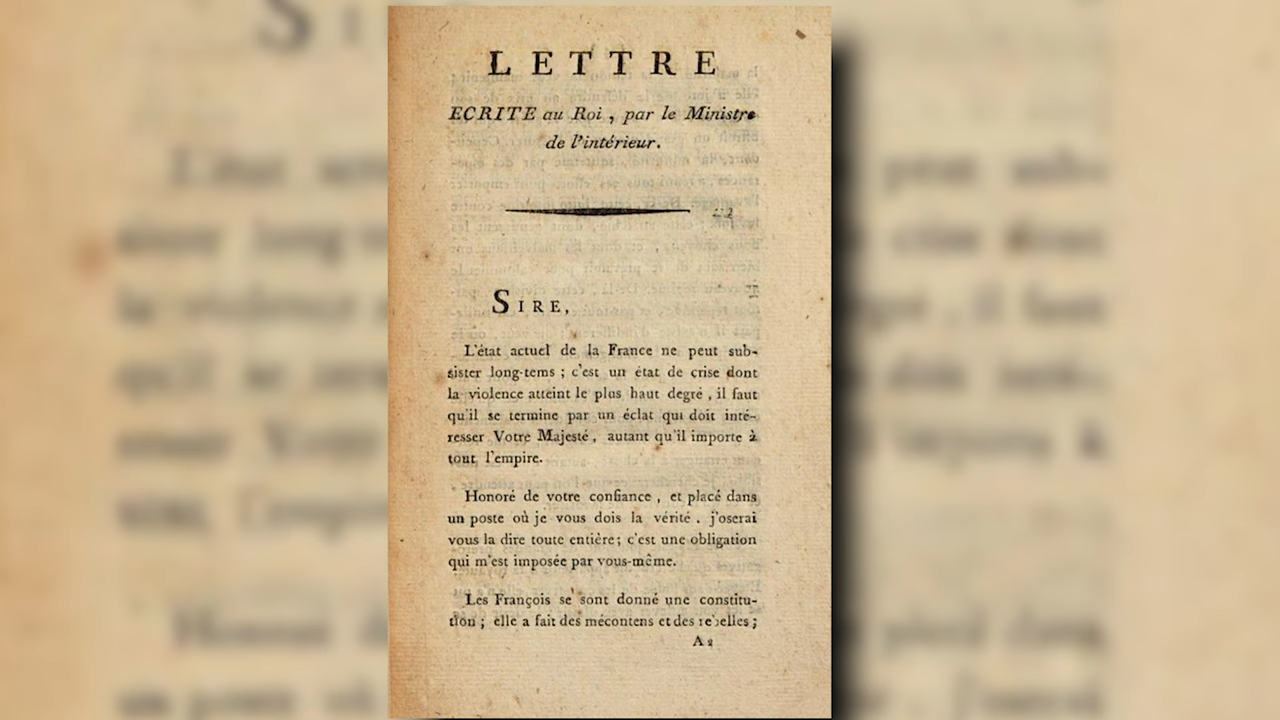 LETTRE
ECRITE au Roi, par le Ministre
de l'intérieur.
SIRE,
L'état actuel de la France ne peut sub-
sister long-tems ; c'est un état de crise dont
la violence atteint le plus haut degré , il faut
qu'il se termine par un éclat qui doit inté-
resser Votre Majesté , autant qu'il importe à
tout l'empire.
Honoré de votre confiance , et placé dans
un poste où je vous dois la vérité . j'oserai
vous la dire toute entière; c'est une obligation
qui m'est imposée par vous-même.
Les François se sont donné une constitu-
tion ; elle a fait des mécontens et des rebelles ;
A 2